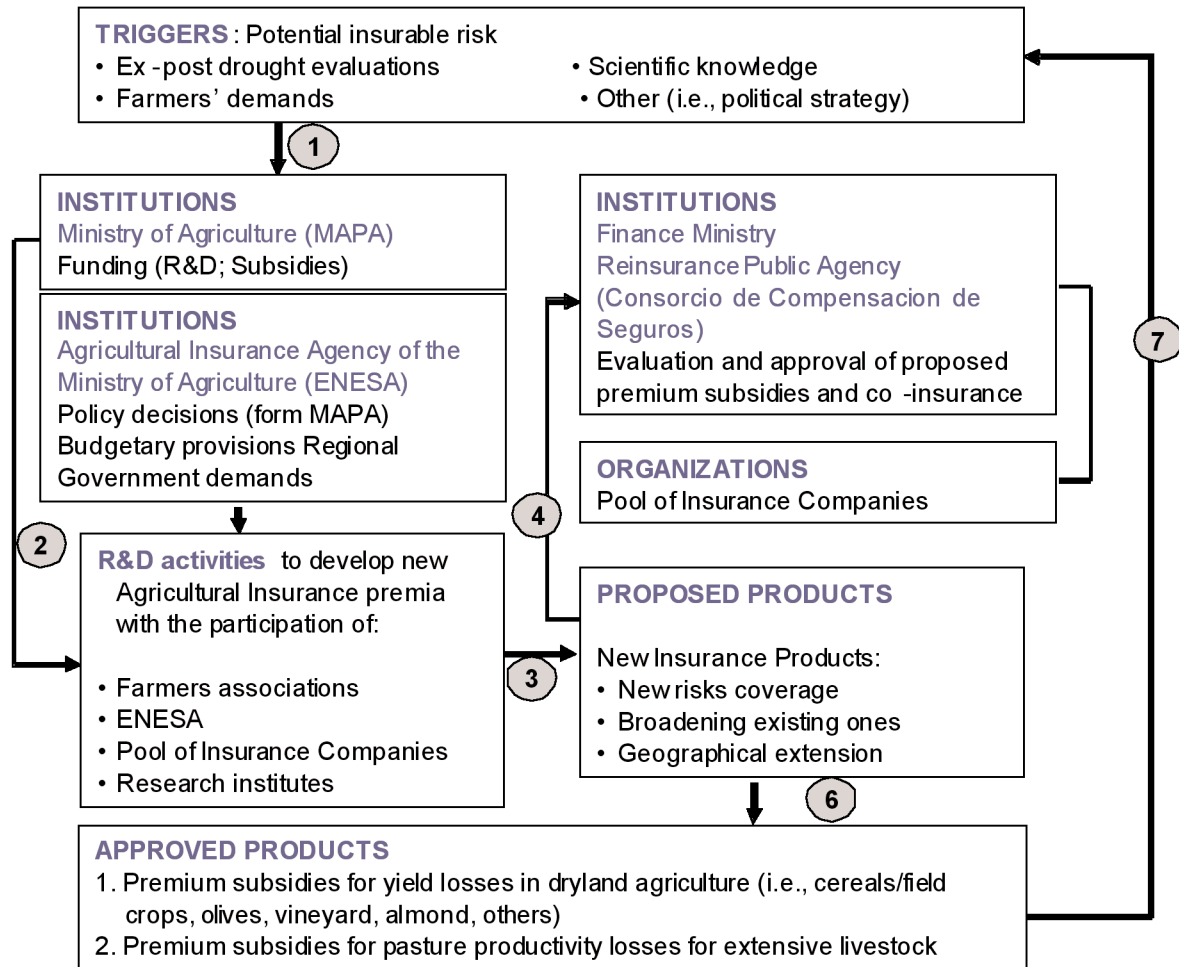 TRIGGERS : Potential insurable risk
• Ex -post drought evaluations
• Farmers' demands
• Scientific knowledge
• Other (i.e., political strategy)
1
INSTITUTIONS
Ministry of Agriculture (MAPA)
Funding (R&D; Subsidies)
INSTITUTIONS
Agricultural Insurance Agency of the
Ministry of Agriculture (ENESA)
Policy decisions (form MAPA)
Budgetary provisions Regional
Government demands
2
R&D activities to develop new
Agricultural Insurance premia
with the participation of:
• Farmers associations
• ENESA
• Pool of Insurance Companies
• Research institutes
3
4
INSTITUTIONS
Finance Ministry
Reinsurance Public Agency
(Consorcio de Compensacion de
Seguros)
Evaluation and approval of proposed
premium subsidies and co -insurance
ORGANIZATIONS
Pool of Insurance Companies
PROPOSED PRODUCTS
New Insurance Products:
• New risks coverage
• Broadening existing ones
• Geographical extension
6
7
APPROVED PRODUCTS
1. Premium subsidies for yield losses in dryland agriculture (i.e., cereals/field
crops, olives, vineyard, almond, others)
2. Premium subsidies for pasture productivity losses for extensive livestock